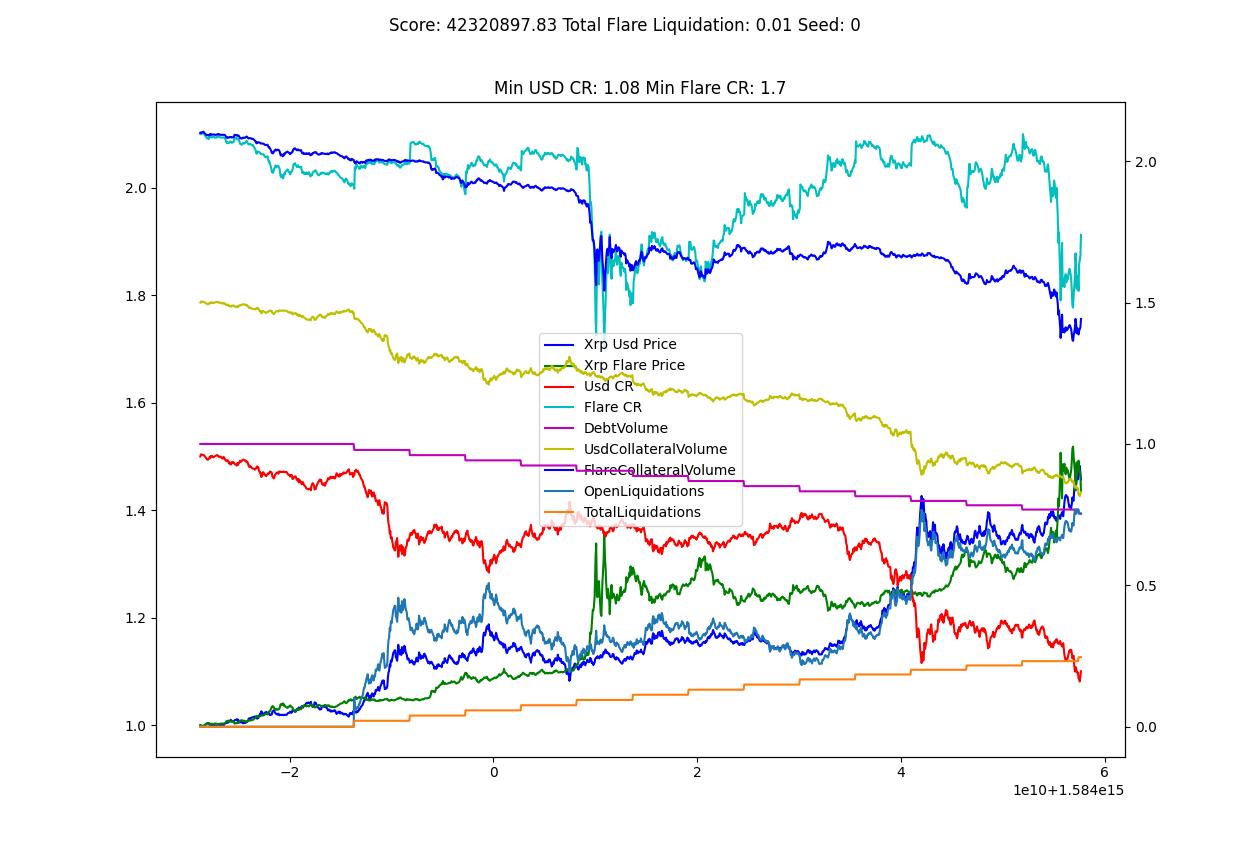 Score: 42320897.83 Total Flare Liquidation: 0.01 Seed: 0
Min USD CR: 1.08 Min Flare CR: 1.7
2.0
1.8
1.6
1.4
1.2
1.0
2.0
1.5
1.0
0.5
0.0
Xrp Usd Price
Xrp Flare Price
Usd CR
Flare CR
DebtVolume
UsdCollateralVolume
FlareCollateralVolume
OpenLiquidations
TotalLiquidations
−2
0
2
4
6
1e10+1.584e15